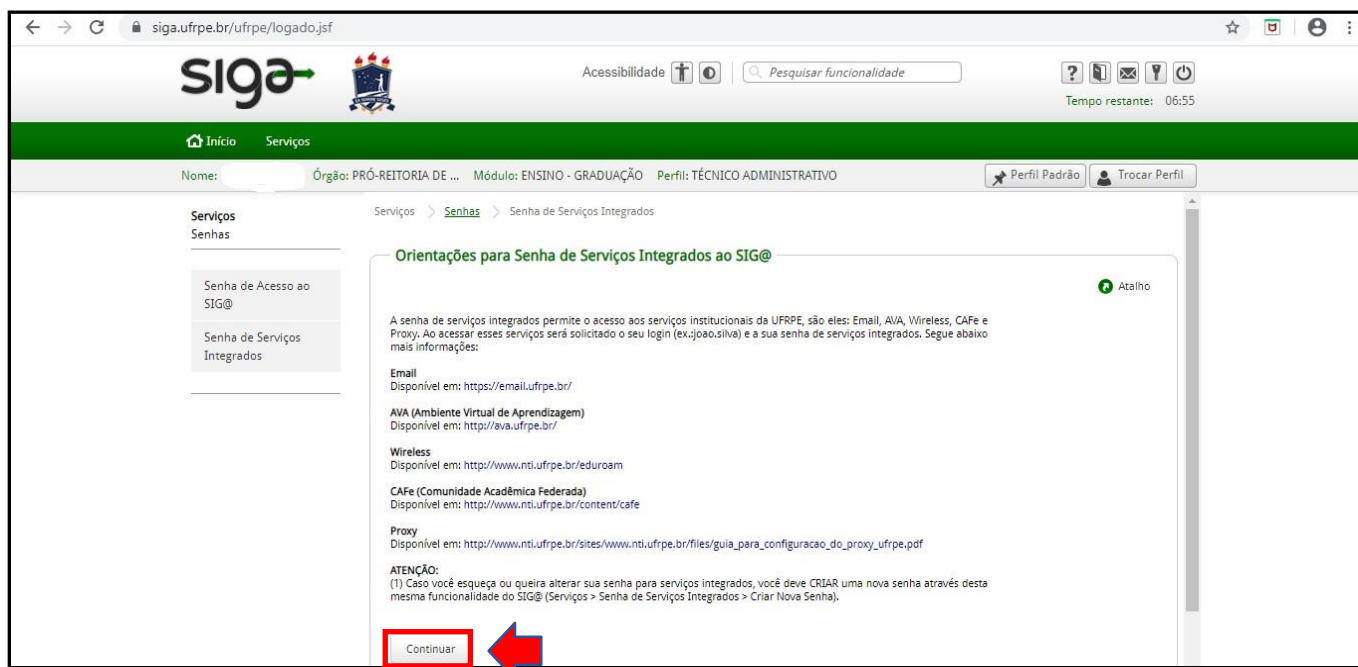 siga.ufrpe.br/ufrpe/logado.jsf
SIG@
Acessibilidade
Pesquisar funcionalidade
Tempo restante: 06:55
Início Serviços
Nome: Órgão: PRÓ-REITORIA DE ... Módulo: ENSINO - GRADUAÇÃO Perfil: TÉCNICO ADMINISTRATIVO
Perfil Padrão
Trocar Perfil
Serviços
Senhas
Senha de Acesso ao
SIG@
Senha de Serviços
Integrados
Serviços > Senhas > Senha de Serviços Integrados
Orientações para Senha de Serviços Integrados ao SIG@
Atalho
A senha de serviços integrados permite o acesso aos serviços institucionais da UFRPE, são eles: Email, AVA, Wireless, CAFe e
Proxy. Ao acessar esses serviços será solicitado o seu login (ex.:joao.silva) e a sua senha de serviços integrados. Segue abaixo
mais informações:
Email
Disponível em: https://email.ufrpe.br/
AVA (Ambiente Virtual de Aprendizagem)
Disponível em: http://ava.ufrpe.br/
Wireless
Disponível em: http://www.nti.ufrpe.br/eduroam
CAFe (Comunidade Acadêmica Federada)
Disponível em: http://www.nti.ufrpe.br/content/cafe
Proxy
Disponível em: http://www.nti.ufrpe.br/sites/www.nti.ufrpe.br/files/guia_para_configuracao_do_proxy_ufrpe.pdf
ATENÇÃO:
(1) Caso você esqueça ou queira alterar sua senha para serviços integrados, você deve CRIAR uma nova senha através desta
mesma funcionalidade do SIG@ (Serviços > Senha de Serviços Integrados > Criar Nova Senha).
Continuar